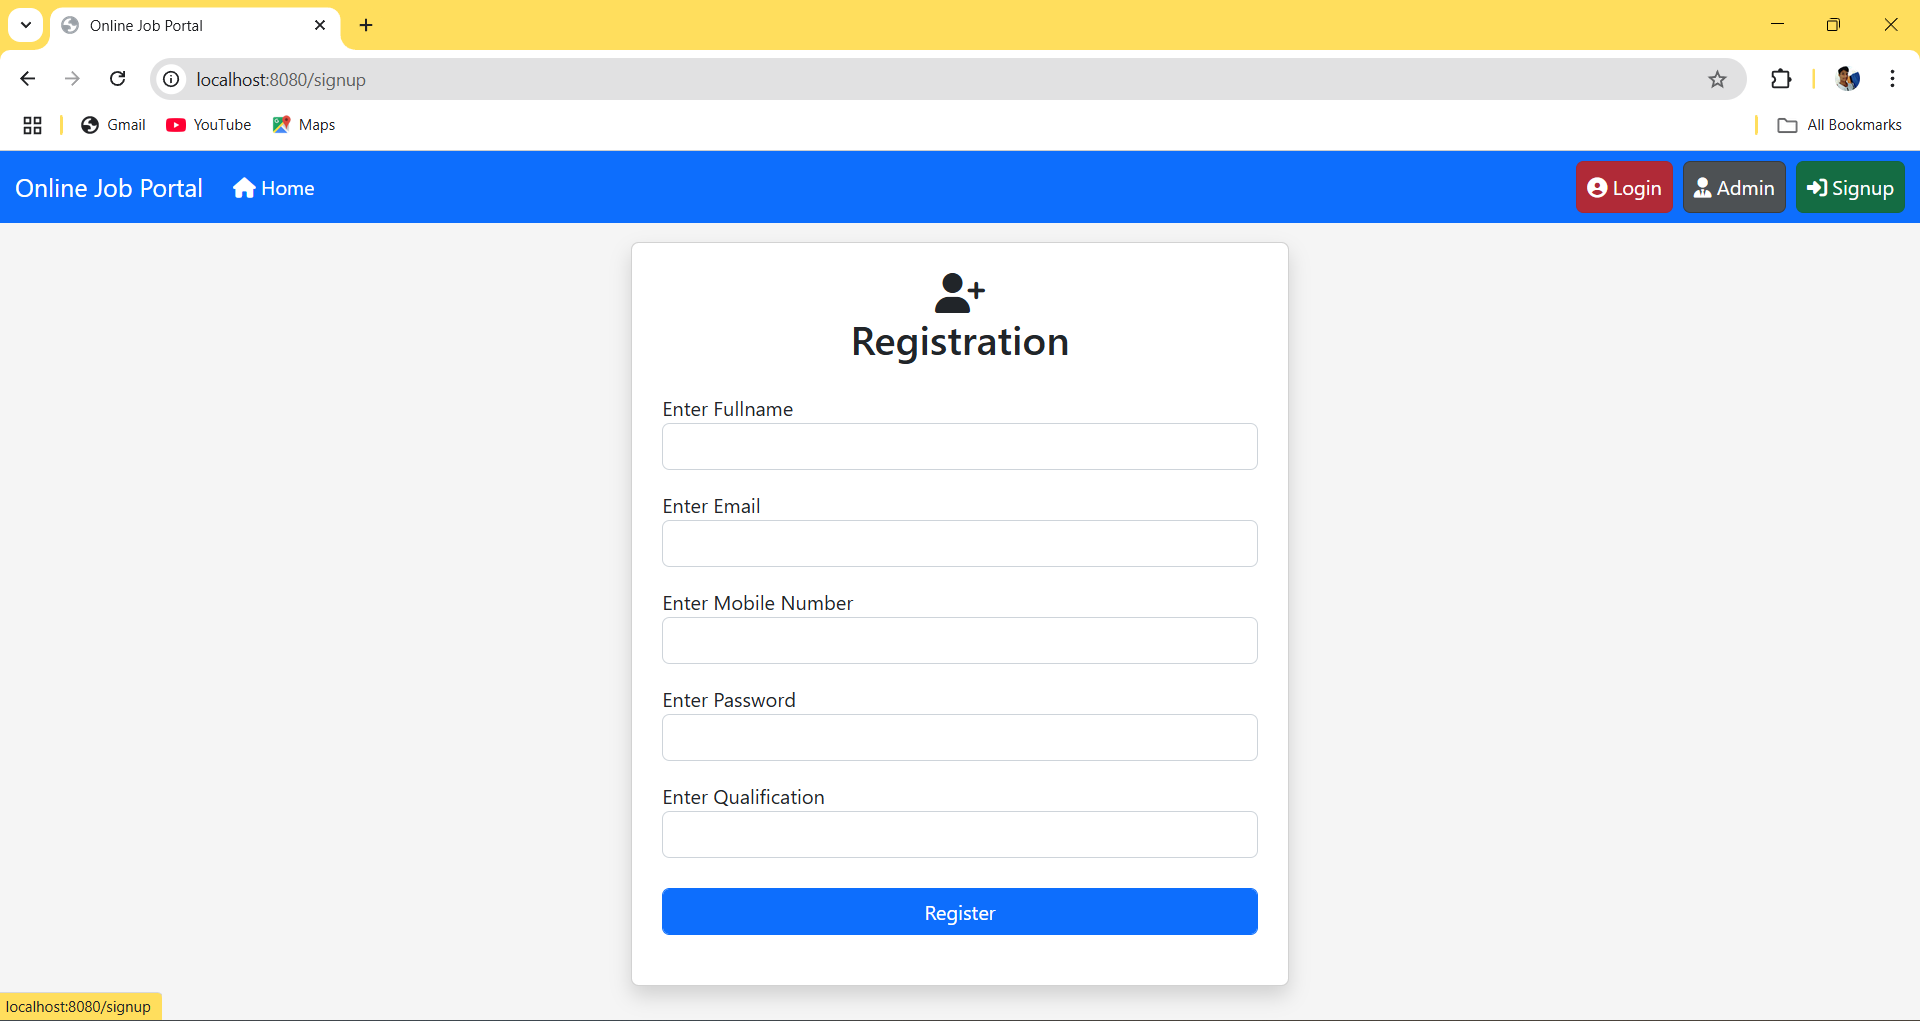 Online Job Portal
localhost:8080/signup
Gmail YouTube Maps All Bookmarks
Online Job Portal Home Login Admin Signup
Registration
Enter Fullname
Enter Email
Enter Mobile Number
Enter Password
Enter Qualification
Register
localhost:8080/signup